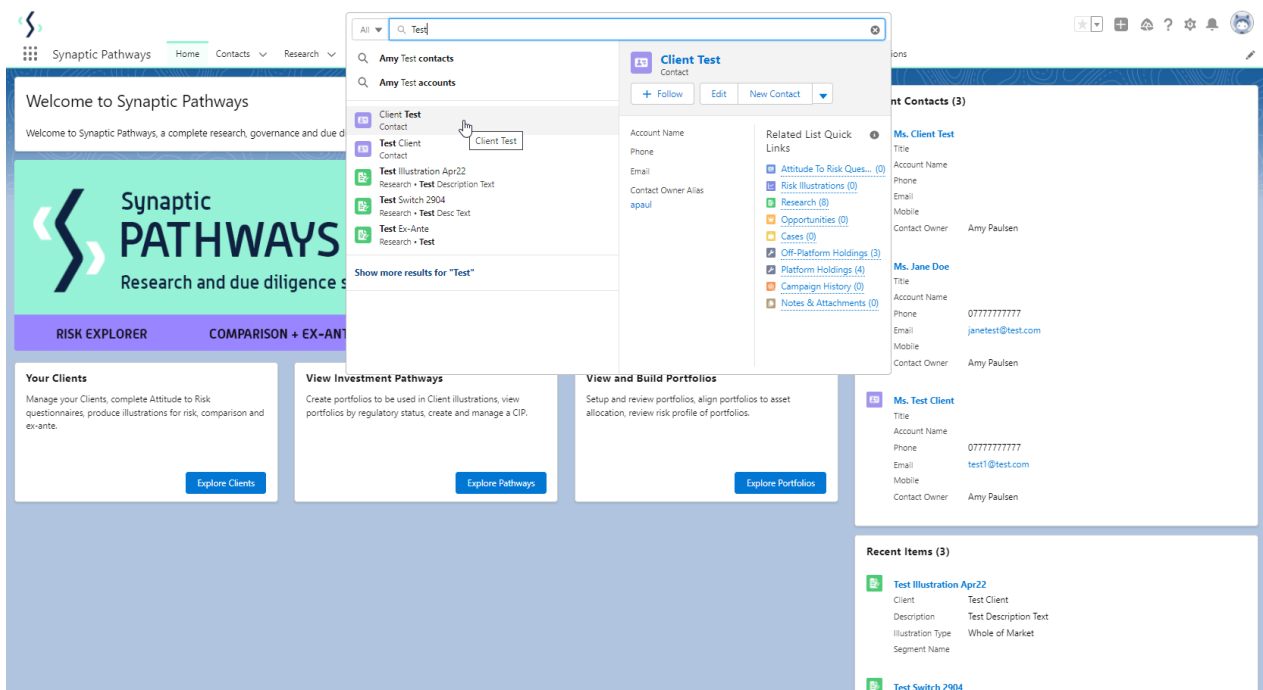 All
Test
Synaptic Pathways
Home
Contacts
Research
ions
Amy Test contacts
Amy Test accounts
Client Test
Contact
Client Test
Test Client
Contact
Test Illustration Apr22
Research • Test Description Text
Test Switch 2904
Research • Test Desc Text
Test Ex-Ante
Research • Test
Show more results for "Test"
Client Test
Contact
+ Follow
Edit
New Contact
Account Name
Phone
Email
Contact Owner Alias
apaul
Related List Quick
Links
Attitude To Risk Ques... (0)
Risk Illustrations (0)
Research (8)
Opportunities (0)
Cases (0)
Off-Platform Holdings (3)
Platform Holdings (4)
Campaign History (0)
Notes & Attachments (0)
Welcome to Synaptic Pathways
Welcome to Synaptic Pathways, a complete research, governance and due d
Synaptic
PATHWAYS
Research and due diligence s
RISK EXPLORER
COMPARISON + EX-ANT
Your Clients
Manage your Clients, complete Attitude to Risk
questionnaires, produce illustrations for risk, comparison and
ex-ante.
Explore Clients
View Investment Pathways
Create portfolios to be used in Client illustrations, view
portfolios by regulatory status, create and manage a CIP.
Explore Pathways
View and Build Portfolios
Setup and review portfolios, align portfolios to asset
allocation, review risk profile of portfolios.
Explore Portfolios
nt Contacts (3)
Ms. Client Test
Title
Account Name
Phone
Email
Mobile
Contact Owner Amy Paulsen
Ms. Jane Doe
Title
Account Name
Phone 07777777777
Email janetest@test.com
Mobile
Contact Owner Amy Paulsen
Ms. Test Client
Title
Account Name
Phone 07777777777
Email test1@test.com
Mobile
Contact Owner Amy Paulsen
Recent Items (3)
Test Illustration Apr22
Client Test Client
Description Test Description Text
Illustration Type Whole of Market
Segment Name
Test Switch 2904